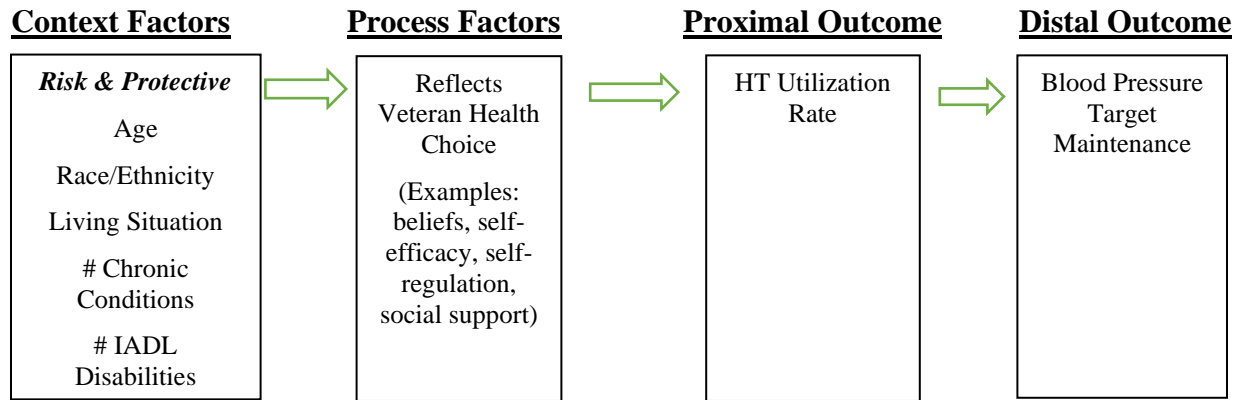 Context Factors
Process Factors
Proximal Outcome
Distal Outcome
Risk & Protective
Age
Race/Ethnicity
Living Situation
# Chronic
Conditions
# IADL
Disabilities
Reflects
Veteran Health
Choice
(Examples:
beliefs, self-
efficacy, self-
regulation,
social support)
HT Utilization
Rate
Blood Pressure
Target
Maintenance